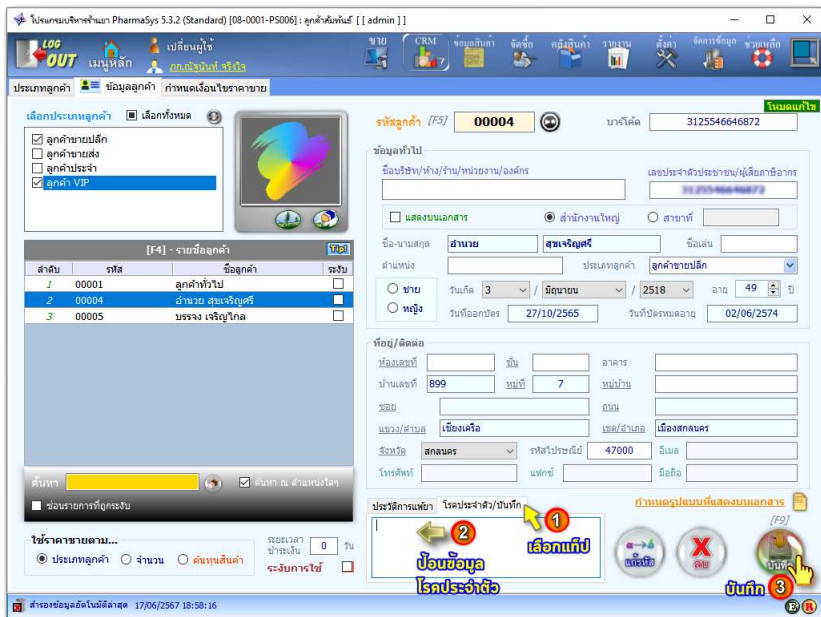 โปรแกรมบริหารร้านยา PharmaSys 5.3.2 (Standard) [08-0001-PS006] : ลูกค้าสัมพันธ์ [ [ admin ] ]
LOG OUT
เมนูหลัก
เปลี่ยนผู้ใช้
ขาย
CRM
ข้อมูลสินค้า
จัดซื้อ
คลังสินค้า
รายงาน
ตั้งค่า
จัดการข้อมูล
ช่วยเหลือ
ประเภทลูกค้า
ข้อมูลลูกค้า
กำหนดเงื่อนไขราคาขาย
โหมดแก้ไข
เลือกประเภทลูกค้า
เลือกทั้งหมด
ลูกค้าขายปลีก
ลูกค้าขายส่ง
ลูกค้าประจำ
ลูกค้า VIP
[F4] - รายชื่อลูกค้า
Tips!
ลำดับ รหัส ชื่อลูกค้า ระงับ
1 00001 ลูกค้าทั่วไป
2 00004 อำนวย สุขเจริญศรี
3 00005 บรรจง เจริญไกล
ค้นหา
ค้นหา ณ ตำแหน่งใดๆ
ซ่อนรายการที่ถูกระงับ
ใช้ราคาขายตาม...
ประเภทลูกค้า จำนวน ต้นทุนสินค้า
ระยะเวลา
ชำระเงิน 0 วัน
ระงับการใช้
รหัสลูกค้า [F5] 00004
บาร์โค้ด 3125546646872
ข้อมูลทั่วไป
ชื่อบริษัท/ห้าง/ร้าน/หน่วยงาน/องค์กร
เลขประจำตัวประชาชน/ผู้เสียภาษีอากร
แสดงบนเอกสาร
สำนักงานใหญ่
สาขาที่
ชื่อ-นามสกุล อำนวย สุขเจริญศรี ชื่อเล่น
ตำแหน่ง ประเภทลูกค้า ลูกค้าขายปลีก
ชาย วันเกิด 3 / มิถุนายน / 2518 อายุ 49 ปี
หญิง วันที่ออกบัตร 27/10/2565 วันที่บัตรหมดอายุ 02/06/2574
ที่อยู่/ติดต่อ
ห้องเลขที่ ชั้น อาคาร
บ้านเลขที่ 899 หมู่ที่ 7 หมู่บ้าน
ซอย ถนน
แขวง/ตำบล เชียงเครือ เขต/อำเภอ เมืองสกลนคร
จังหวัด สกลนคร รหัสไปรษณีย์ 47000 อีเมล
โทรศัพท์ แฟกซ์ มือถือ
ประวัติการแพ้ยา
โรคประจำตัว/บันทึก
กำหนดรูปแบบที่แสดงบนเอกสาร
1
เลือกแท็ป
2
ป้อนข้อมูล
โรคประจำตัว
แก้รหัส
X
ลบ
[F9]
บันทึก
บันทึก 3
สำรองข้อมูลอัตโนมัติล่าสุด 17/06/2567 18:58:16
E R